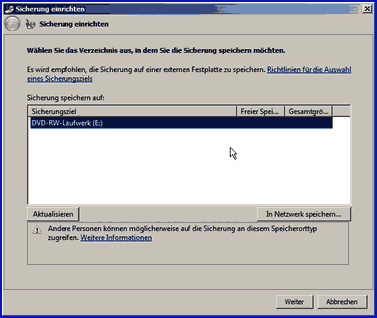 Sicherung einrichten
Sicherung einrichten
Wählen Sie das Verzeichnis aus, in dem Sie die Sicherung speichern möchten.
Es wird empfohlen, die Sicherung auf einer externen Festplatte zu speichern. Richtlinien für die Auswahl
eines Sicherungsziels
Sicherung speichern auf:
Sicherungsziel Freier Spei... Gesamtgrö...
DVD-RW-Laufwerk (E:)
Aktualisieren In Netzwerk speichern...
Andere Personen können möglicherweise auf die Sicherung an diesem Speicherorttyp
zugreifen. Weitere Informationen
Weiter Abbrechen